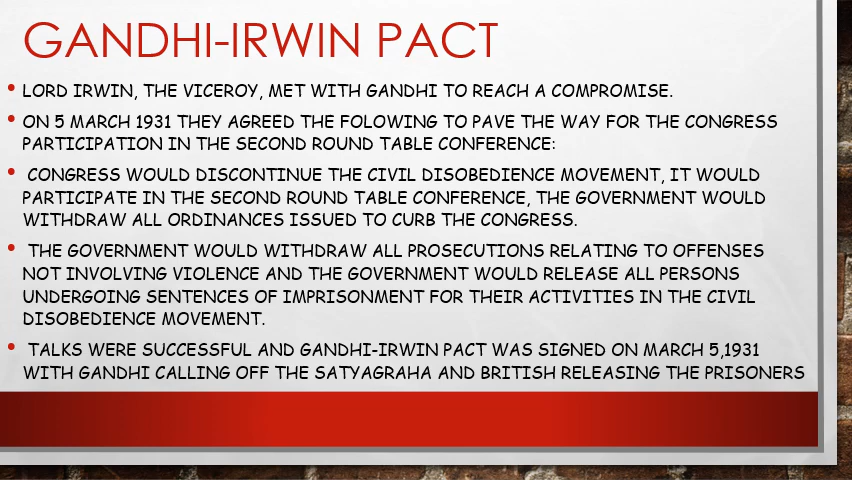 GANDHI-IRWIN PACT
• LORD IRWIN, THE VICEROY, MET WITH GANDHI TO REACH A COMPROMISE.
• ON 5 MARCH 1931 THEY AGREED THE FOLOWING TO PAVE THE WAY FOR THE CONGRESS
PARTICIPATION IN THE SECOND ROUND TABLE CONFERENCE:
• CONGRESS WOULD DISCONTINUE THE CIVIL DISOBEDIENCE MOVEMENT, IT WOULD
PARTICIPATE IN THE SECOND ROUND TABLE CONFERENCE, THE GOVERNMENT WOULD
WITHDRAW ALL ORDINANCES ISSUED TO CURB THE CONGRESS.
• THE GOVERNMENT WOULD WITHDRAW ALL PROSECUTIONS RELATING TO OFFENSES
NOT INVOLVING VIOLENCE AND THE GOVERNMENT WOULD RELEASE ALL PERSONS
UNDERGOING SENTENCES OF IMPRISONMENT FOR THEIR ACTIVITIES IN THE CIVIL
DISOBEDIENCE MOVEMENT.
• TALKS WERE SUCCESSFUL AND GANDHI-IRWIN PACT WAS SIGNED ON MARCH 5,1931
WITH GANDHI CALLING OFF THE SATYAGRAHA AND BRITISH RELEASING THE PRISONERS